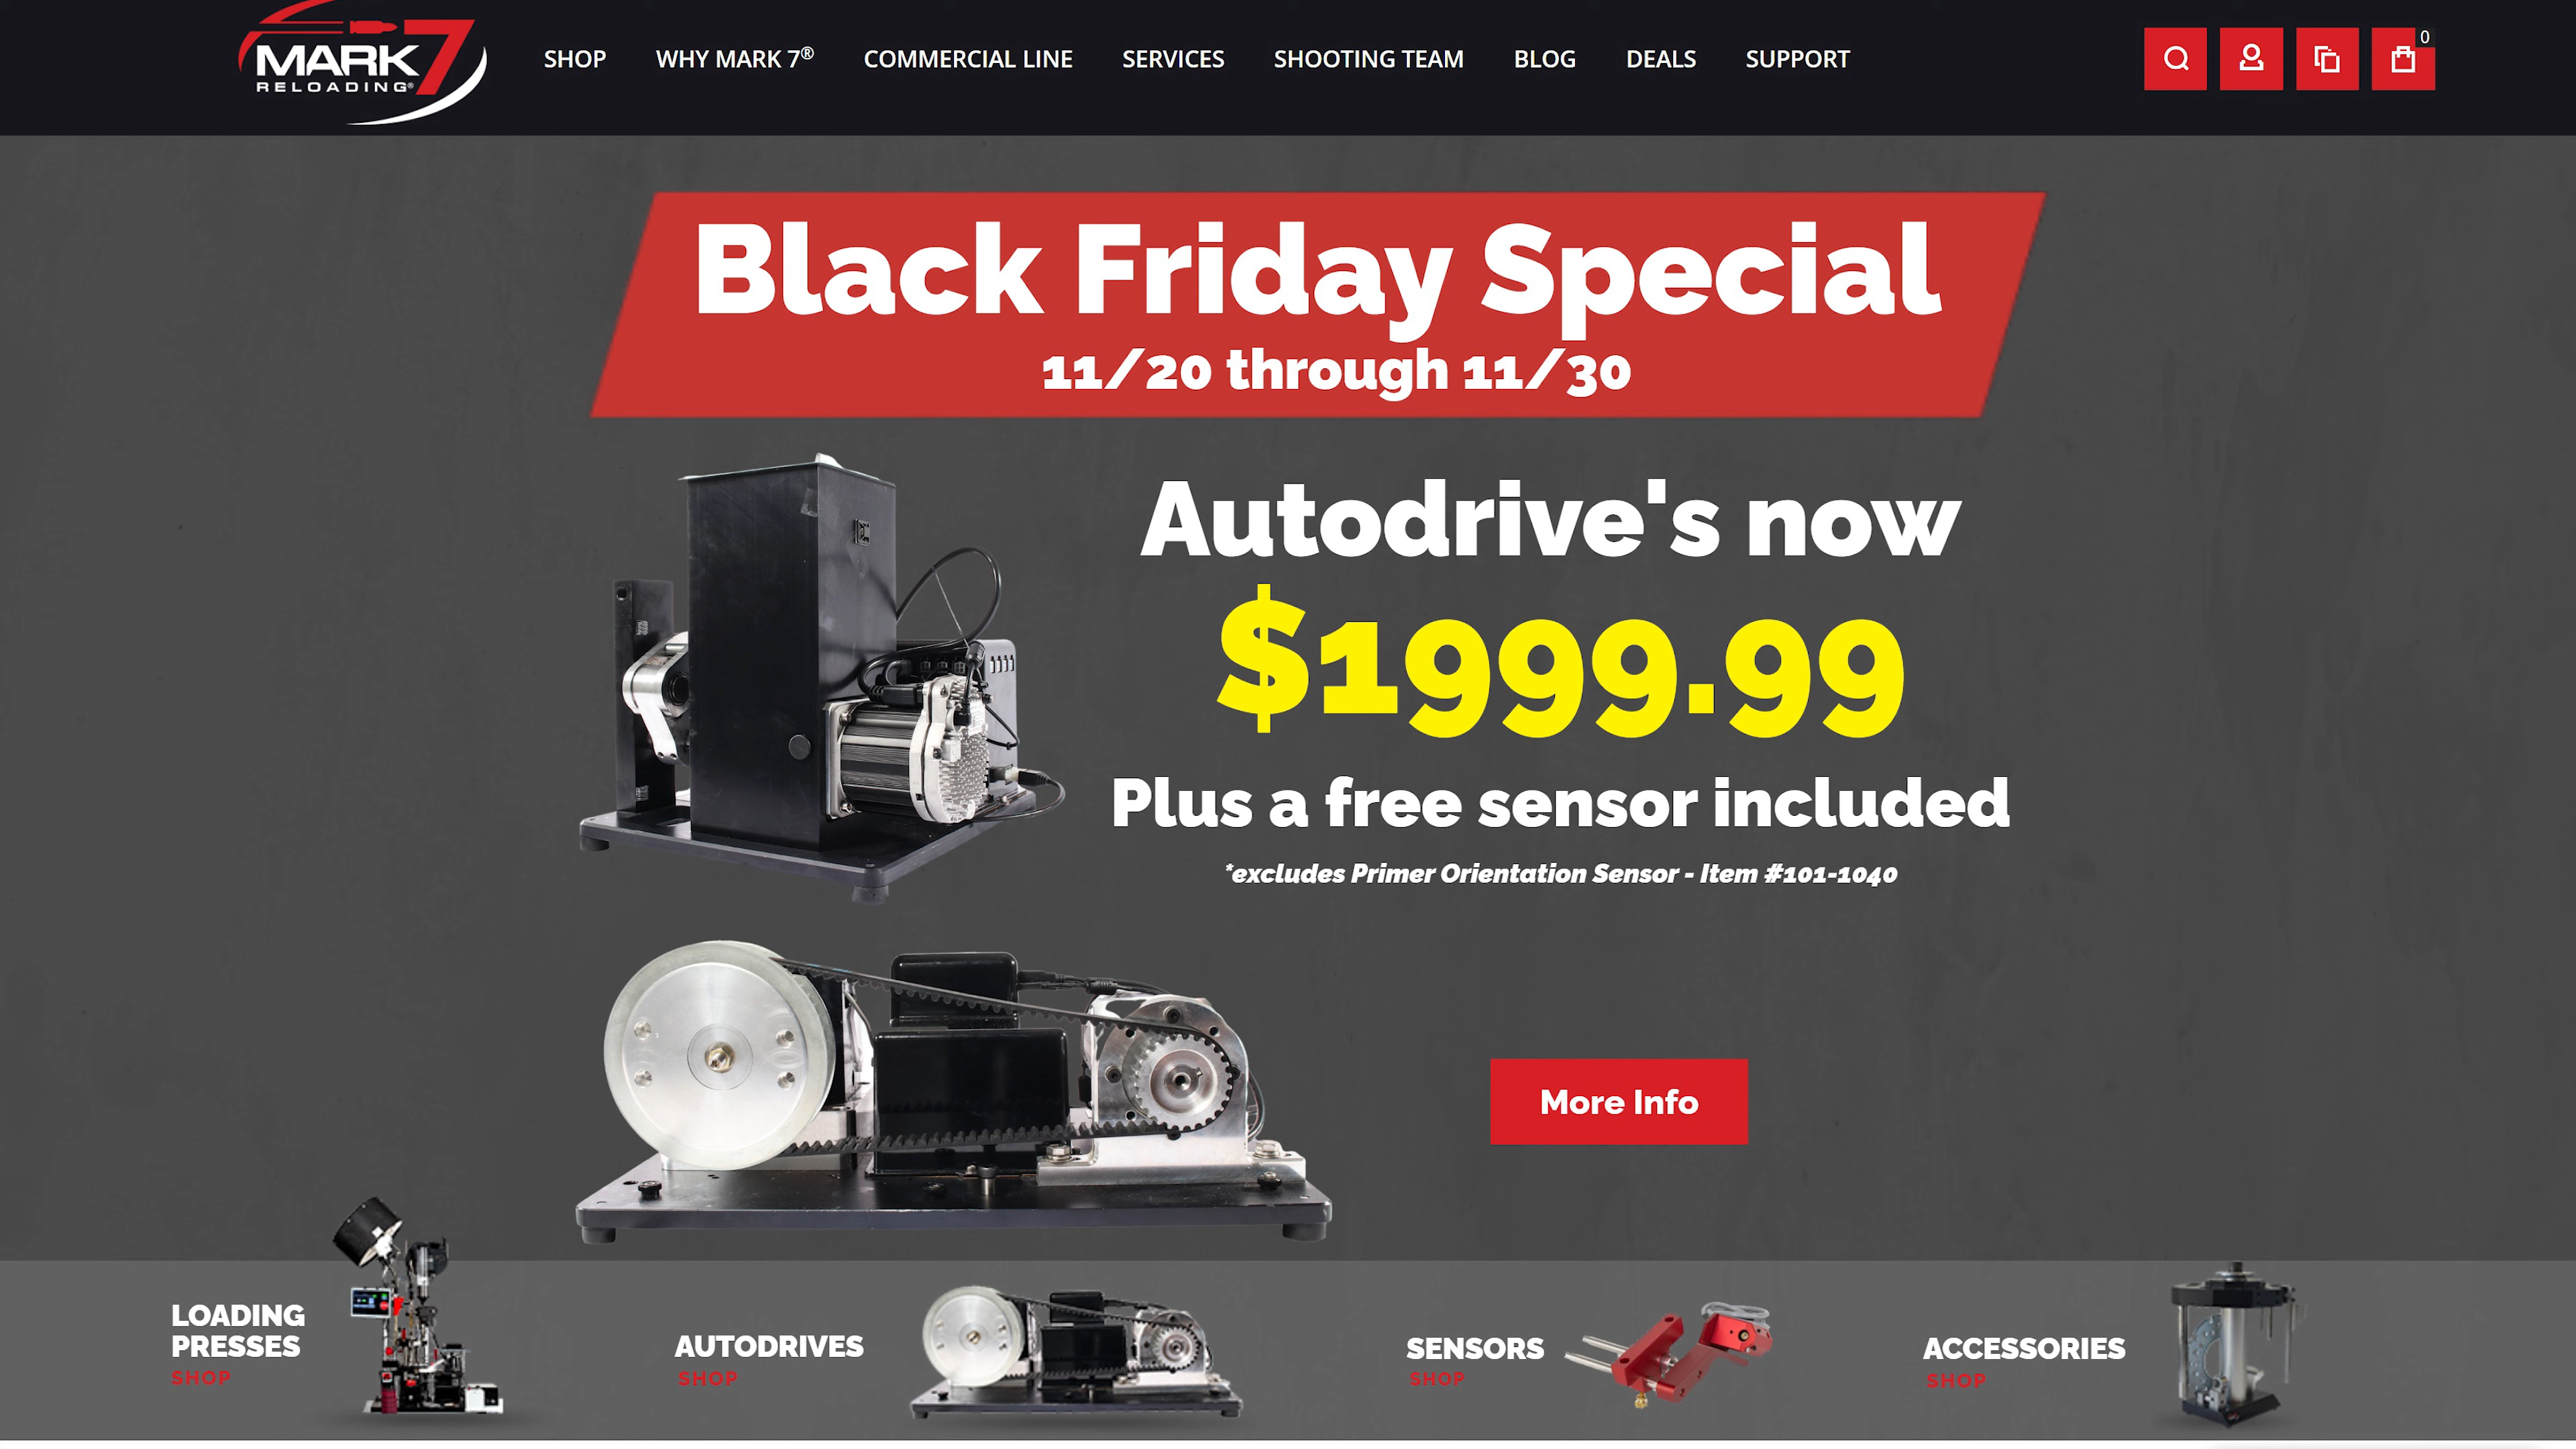 MARK 7
RELOADING®
SHOP
WHY MARK 7®
COMMERCIAL LINE
SERVICES
SHOOTING TEAM
BLOG
DEALS
SUPPORT
0
Black Friday Special
11/20 through 11/30
Autodrive's now
$1999.99
Plus a free sensor included
*excludes Primer Orientation Sensor - Item #101-1040
More Info
LOADING
PRESSES
SHOP
AUTODRIVES
SHOP
SENSORS
SHOP
ACCESSORIES
SHOP